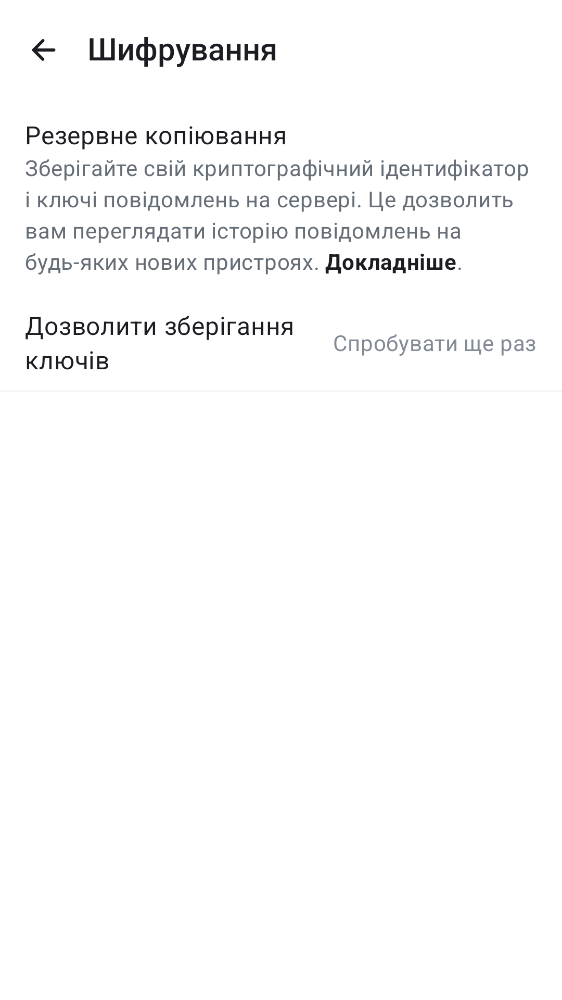 Шифрування
Резервне копіювання
Зберігайте свій криптографічний ідентифікатор
і ключі повідомлень на сервері. Це дозволить
вам переглядати історію повідомлень на
будь-яких нових пристроях. Докладніше.
Дозволити зберігання
ключів
Спробувати ще раз